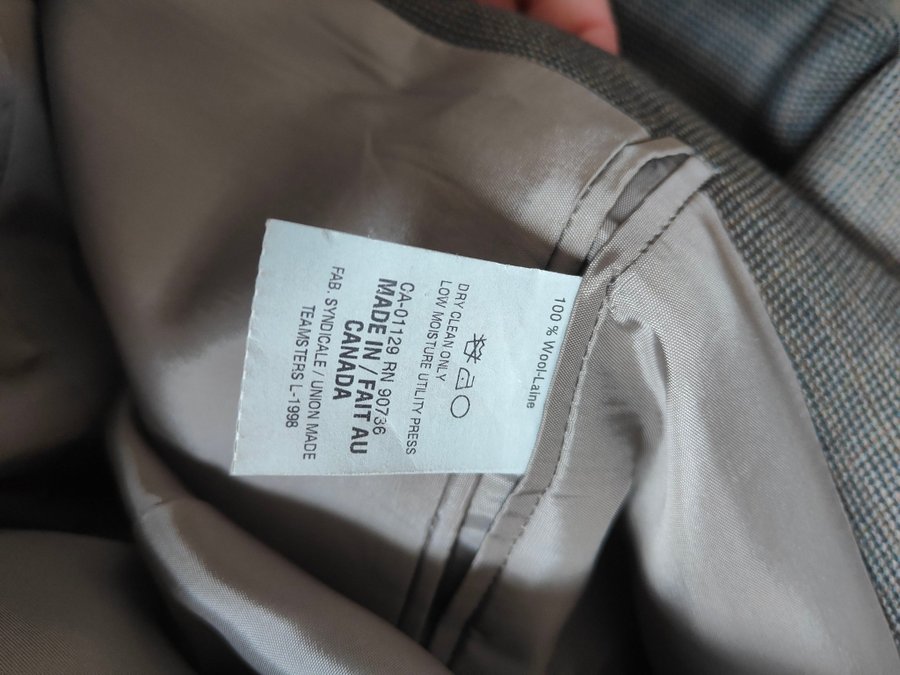 100 % Wool-Laine
DRY CLEAN ONLY
LOW MOISTURE UTILITY PRESS
CA-01129 RN 90736
MADE IN / FAIT AU
CANADA
FAB. SYNDICALE / UNION MADE
TEAMSTERS L-1998